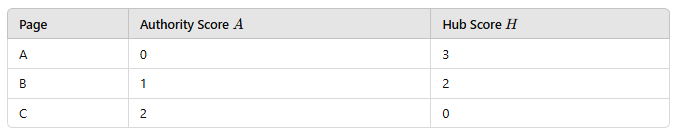 Page Authority Score A Hub Score H
A 0 3
B 1 2
C 2 0